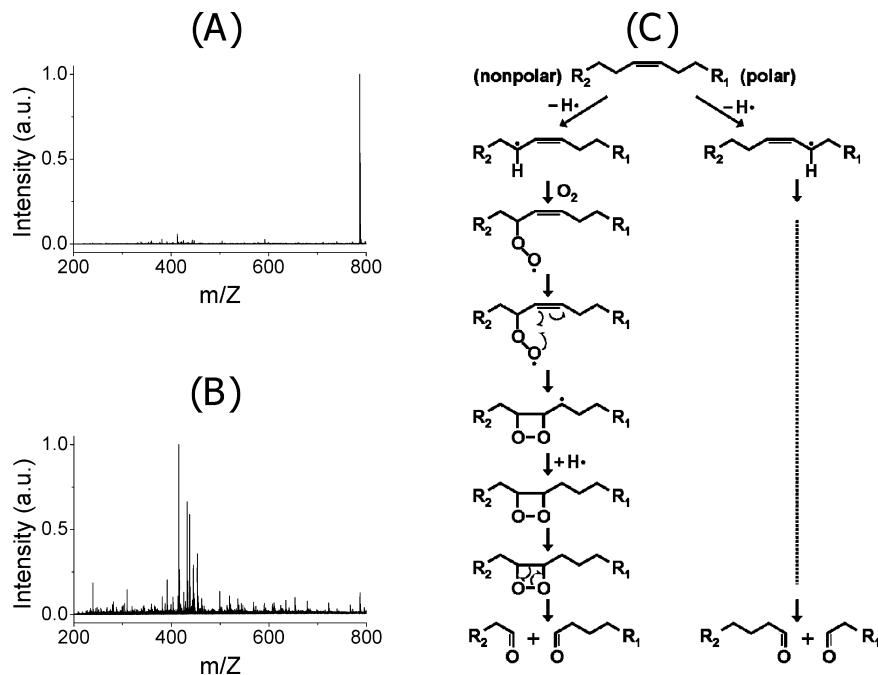 (A)
1.0
0.5
0.0
Intensity (a.u.)
200 400 600 800
m/Z
(B)
1.0
0.5
0.0
Intensity (a.u.)
200 400 600 800
m/Z
(C)
(nonpolar) R2 R1 (polar)
–H• –H•
R2 H R1 R2 H R1
O2
R2 R1
O
O•
R2 R1
O
O•
R2 R1
O–O
+H•
R2 R1
O–O
R2 R1
O–O
R2 O + O R1 R2 O + O R1